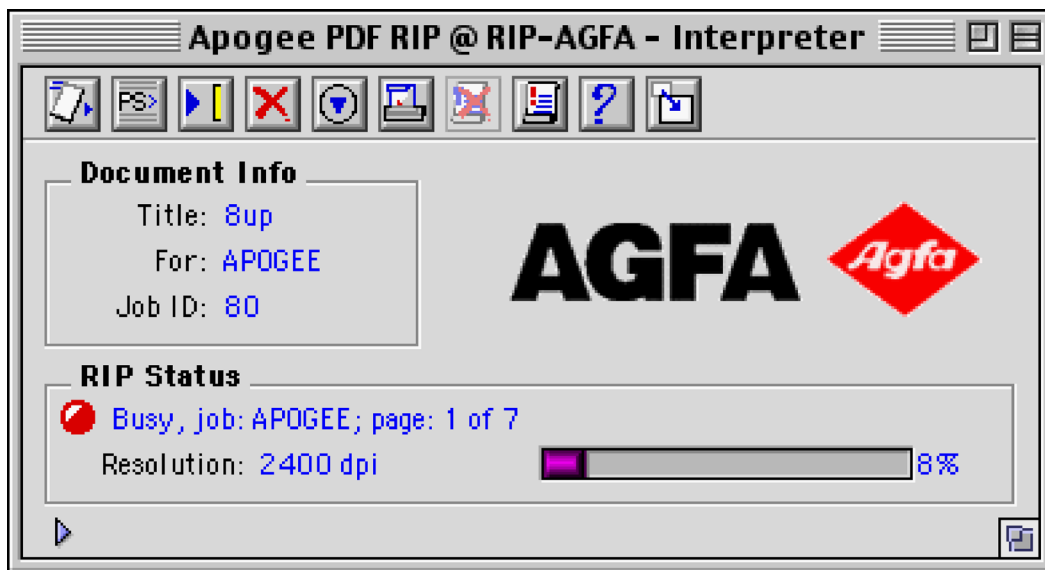 Apogee PDF RIP @ RIP-AGFA - Interpreter
PS>
?
Document Info
Title: 8up
For: APOGEE
Job ID: 80
AGFA
Agfa
RIP Status
Busy, job: APOGEE; page: 1 of 7
Resolution: 2400 dpi
8%